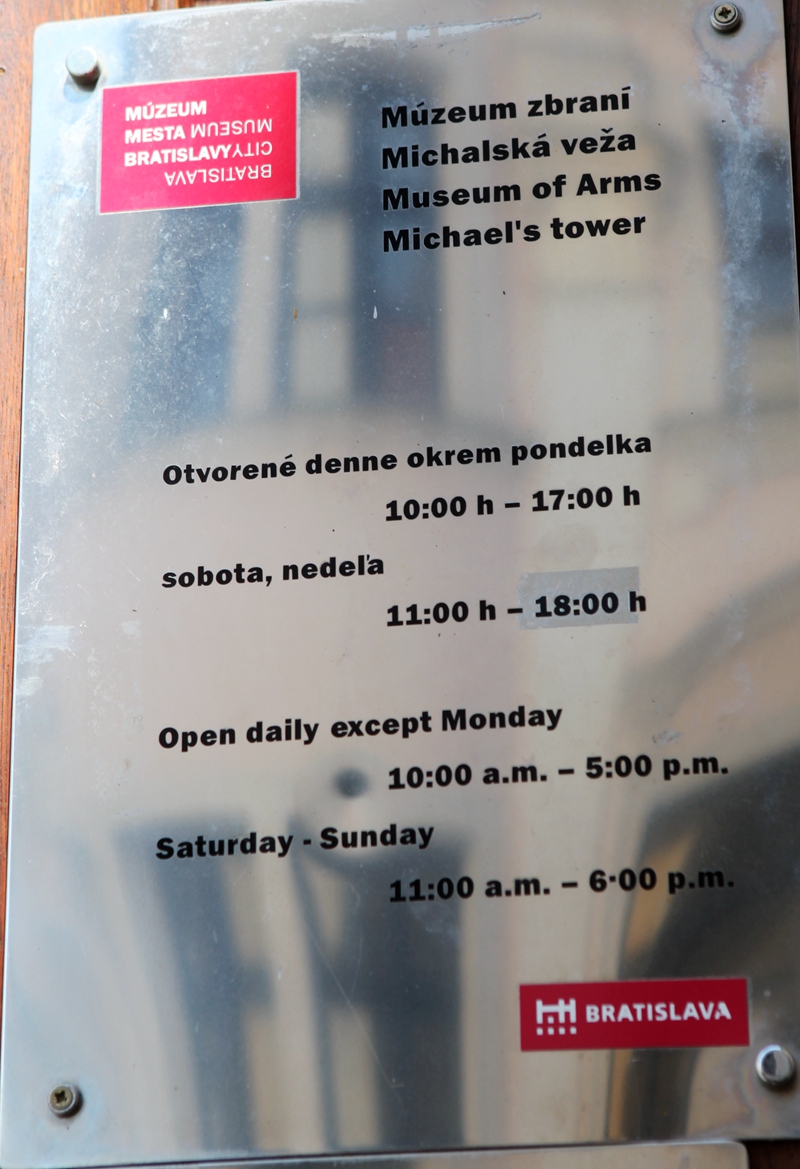 MÚZEUM
MESTA MUSEUM
BRATISLAVY CITY
BRATISLAVA
Múzeum zbraní
Michalská veža
Museum of Arms
Michael's tower
Otvorené denne okrem pondelka
10:00 h – 17:00 h
sobota, nedeľa
11:00 h – 18:00 h
Open daily except Monday
10:00 a.m. – 5:00 p.m.
Saturday - Sunday
11:00 a.m. – 6·00 p.m.
BRATISLAVA